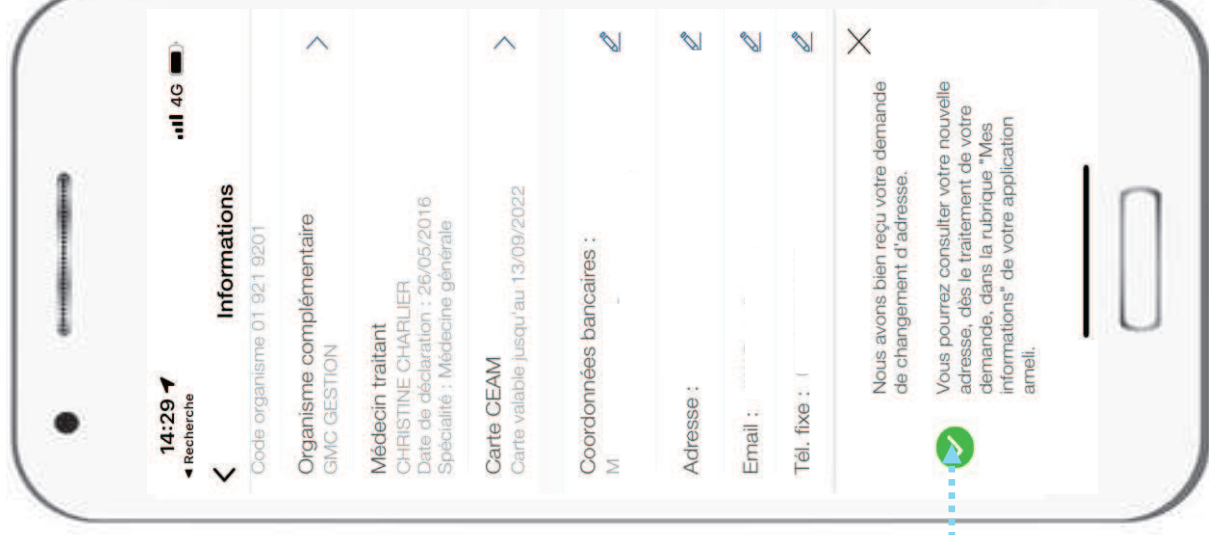 14:29
4G
◀ Recherche
Informations
Code organisme 01 921 9201
Organisme complémentaire
GMC GESTION
Médecin traitant
CHRISTINE CHARLIER
Date de déclaration : 26/05/2016
Spécialité : Médecine générale
Carte CEAM
Carte valable jusqu'au 13/09/2022
Coordonnées bancaires :
M
Adresse :
Email :
Tél. fixe : (
Nous avons bien reçu votre demande
de changement d'adresse.
Vous pourrez consulter votre nouvelle
adresse, dès le traitement de votre
demande, dans la rubrique "Mes
informations" de votre application
ameli.